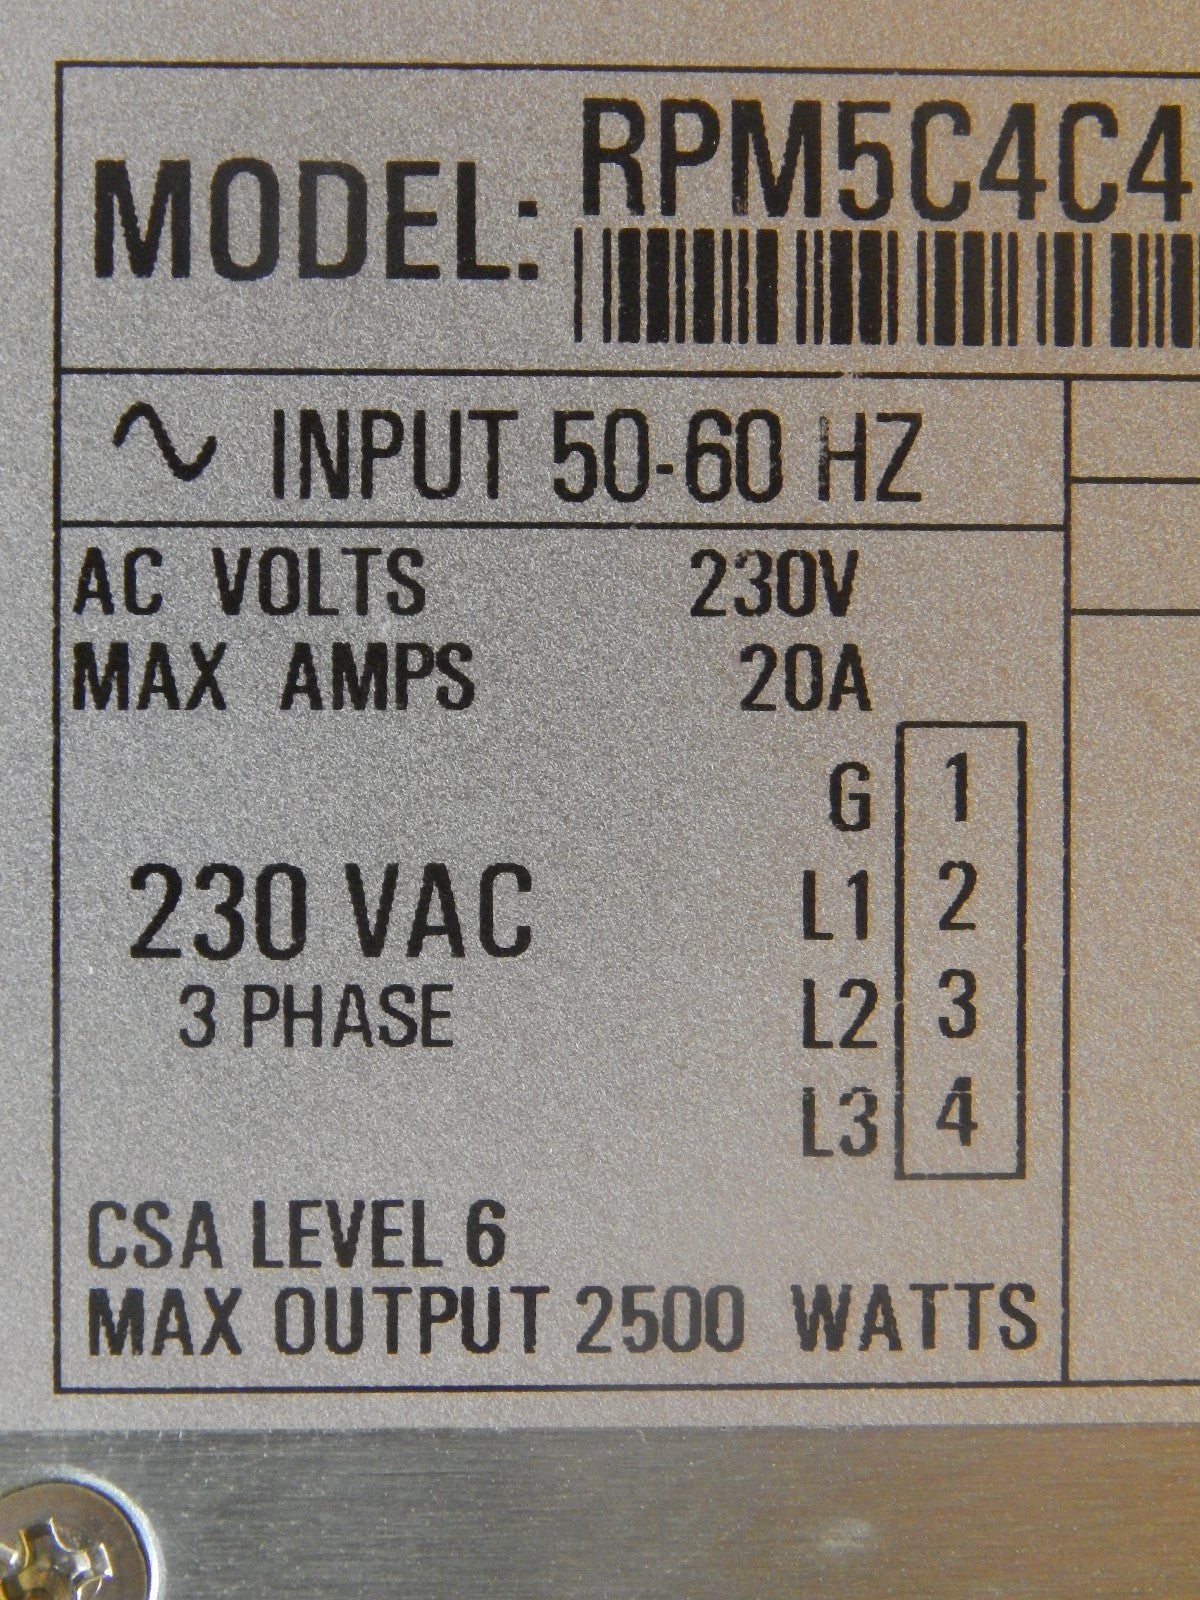 MODEL: RPM5C4C4
INPUT 50-60 HZ
AC VOLTS 230V
MAX AMPS 20A
G 1
L1 2
230 VAC
L2 3
3 PHASE
L3 4
CSA LEVEL 6
MAX OUTPUT 2500 WATTS